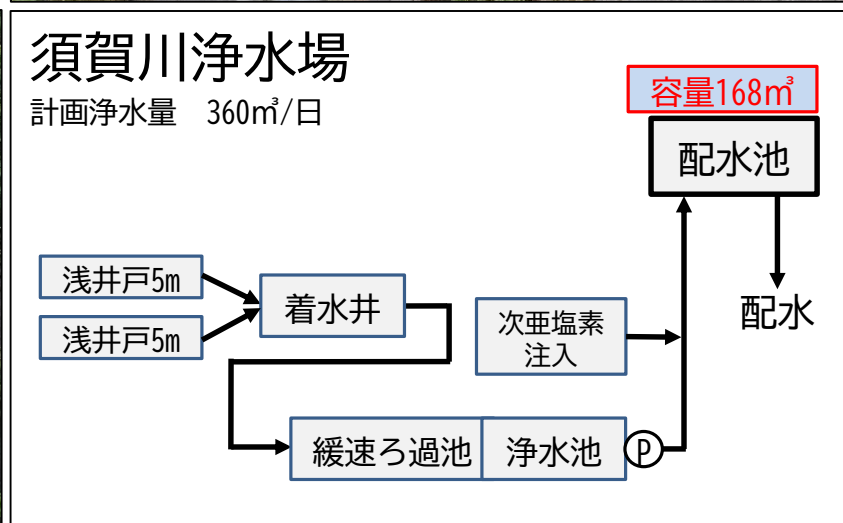 須賀川浄水場
計画浄水量　360㎥/日
容量168㎥
配水池
浅井戸5m
浅井戸5m
着水井
次亜塩素
注入
配水
緩速ろ過池
浄水池
P